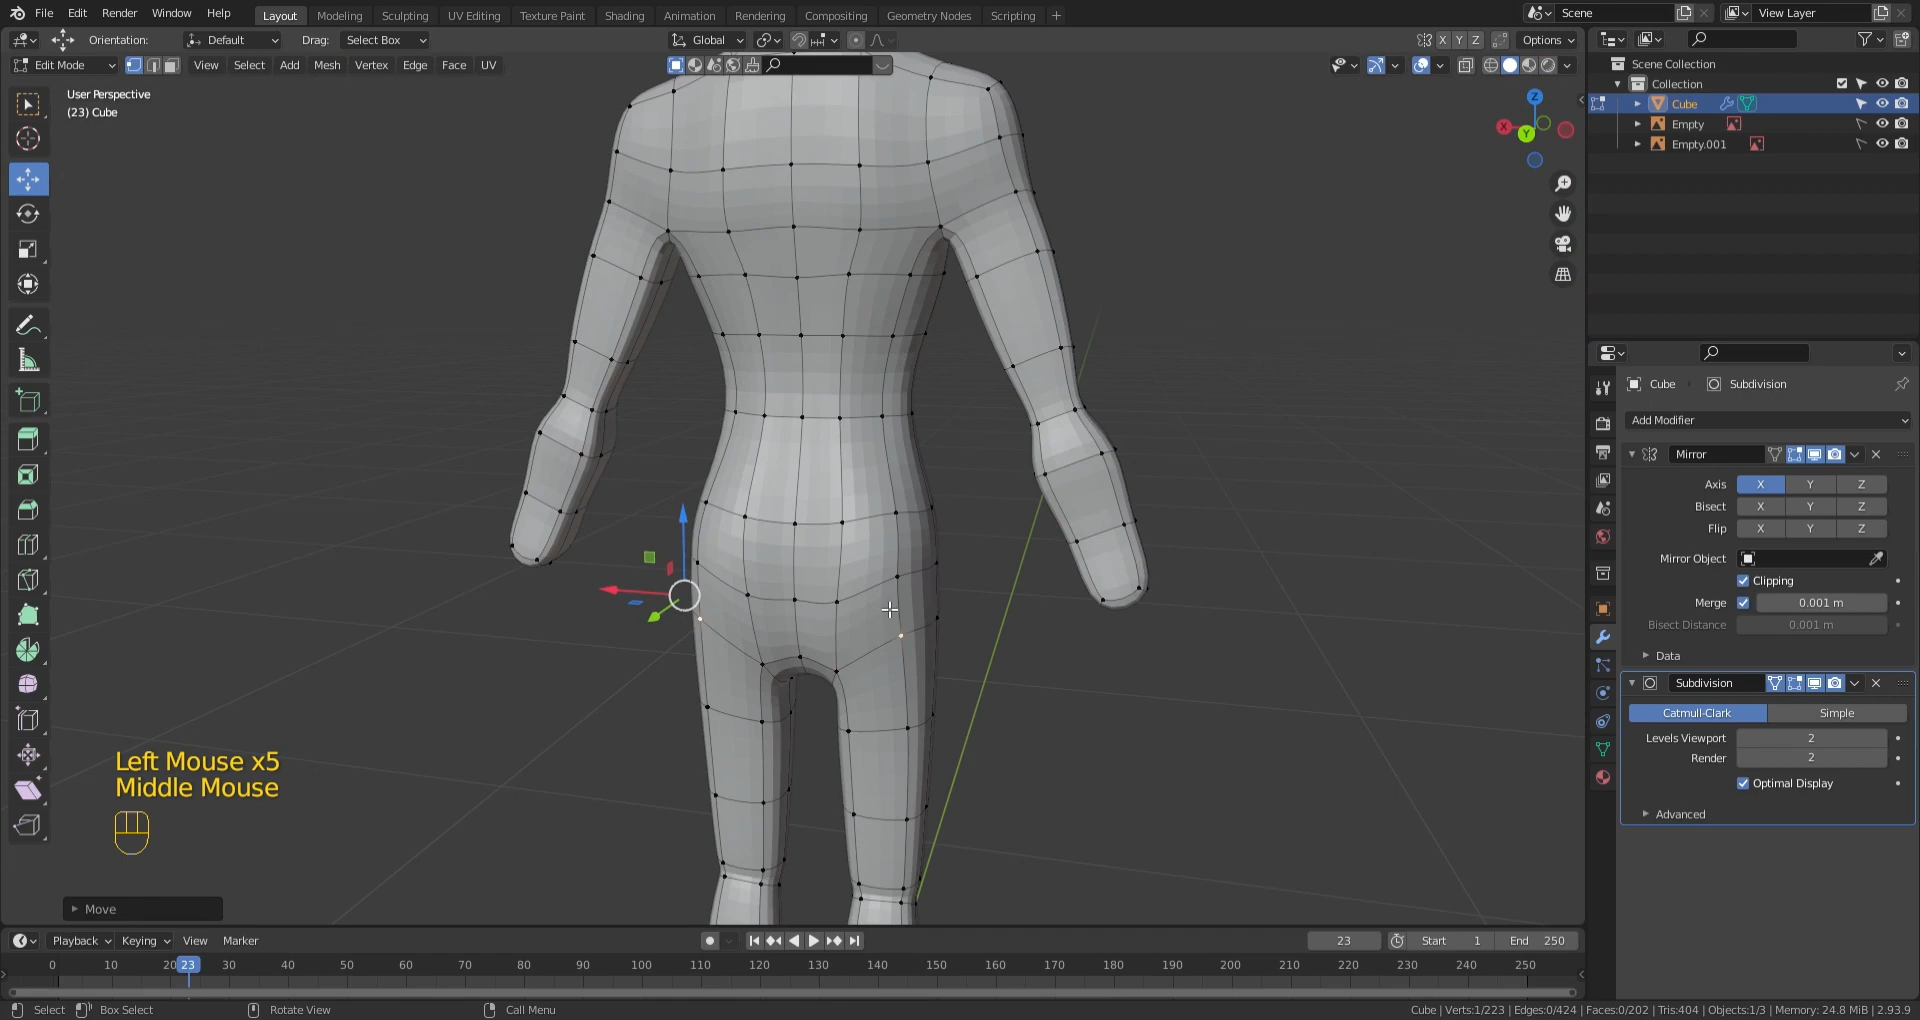 File Edit Render Window Help Layout Modeling Sculpting UV Editing Texture Paint Shading Animation Rendering Compositing Geometry Nodes Scripting + Scene View Layer
Orientation: Default Drag: Select Box Global X Y Z Options
Edit Mode View Select Add Mesh Vertex Edge Face UV
User Perspective
(23) Cube
Z
X
Y
Scene Collection
Collection
Cube
Empty
Empty.001
Cube Subdivision
Add Modifier
Mirror
Axis X Y Z
Bisect X Y Z
Flip X Y Z
Mirror Object
Clipping
Merge 0.001 m
Bisect Distance 0.001 m
Data
Subdivision
Catmull-Clark Simple
Levels Viewport 2
Render 2
Optimal Display
Advanced
Left Mouse x5
Middle Mouse
Move
Playback Keying View Marker 23 Start 1 End 250
0 10 20 23 30 40 50 60 70 80 90 100 110 120 130 140 150 160 170 180 190 200 210 220 230 240 250
Select Box Select Rotate View Call Menu Cube | Verts:1/223 | Edges:0/424 | Faces:0/202 | Tris:404 | Objects:1/3 | Memory: 24.8 MiB | 2.93.9